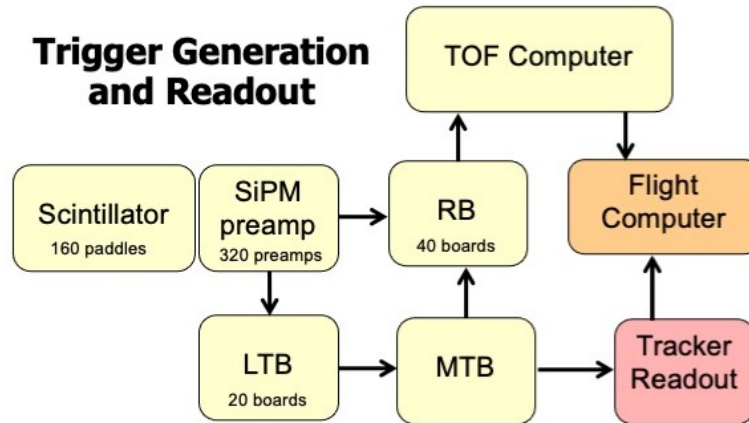 Trigger Generation
and Readout
TOF Computer
Scintillator
160 paddles
SiPM
preamp
320 preamps
RB
40 boards
Flight
Computer
LTB
20 boards
MTB
Tracker
Readout